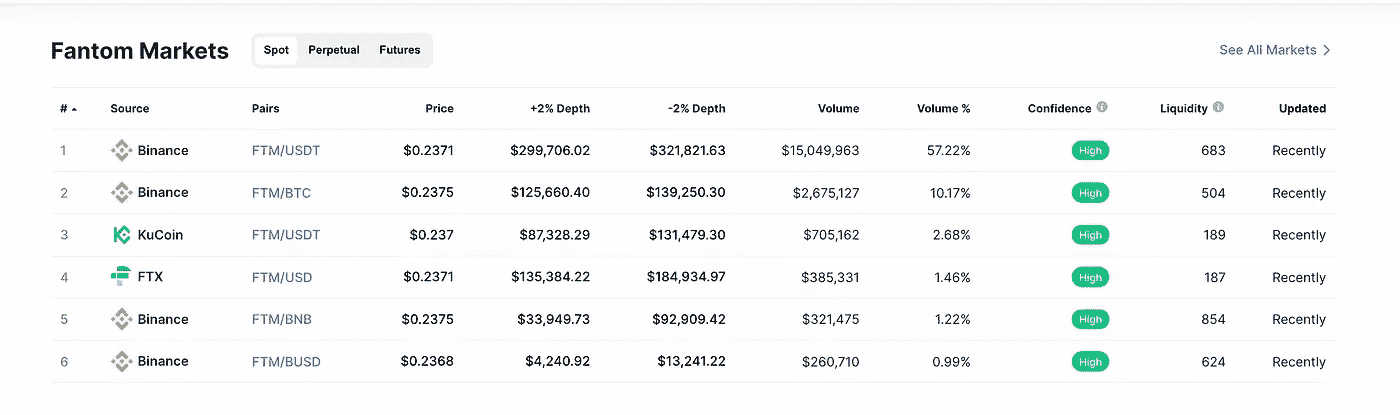 Fantom Markets Spot Perpetual Futures See All Markets
# Source Pairs Price +2% Depth -2% Depth Volume Volume % Confidence Liquidity Updated
1 Binance FTM/USDT $0.2371 $299,706.02 $321,821.63 $15,049,963 57.22% High 683 Recently
2 Binance FTM/BTC $0.2375 $125,660.40 $139,250.30 $2,675,127 10.17% High 504 Recently
3 KuCoin FTM/USDT $0.237 $87,328.29 $131,479.30 $705,162 2.68% High 189 Recently
4 FTX FTM/USD $0.2371 $135,384.22 $184,934.97 $385,331 1.46% High 187 Recently
5 Binance FTM/BNB $0.2375 $33,949.73 $92,909.42 $321,475 1.22% High 854 Recently
6 Binance FTM/BUSD $0.2368 $4,240.92 $13,241.22 $260,710 0.99% High 624 Recently